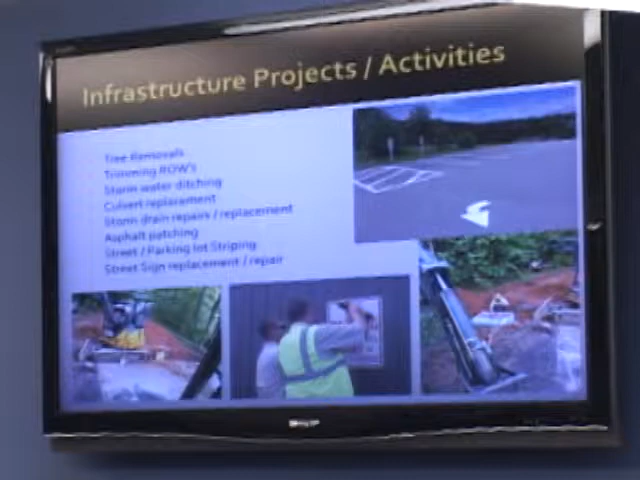 Infrastructure Projects / Activities
Tree Removals
Trimming ROW's
Storm water ditching
Culvert replacement
Storm drain repairs / replacement
Asphalt patching
Street / Parking lot Striping
Street Sign replacement / repair
SHARP